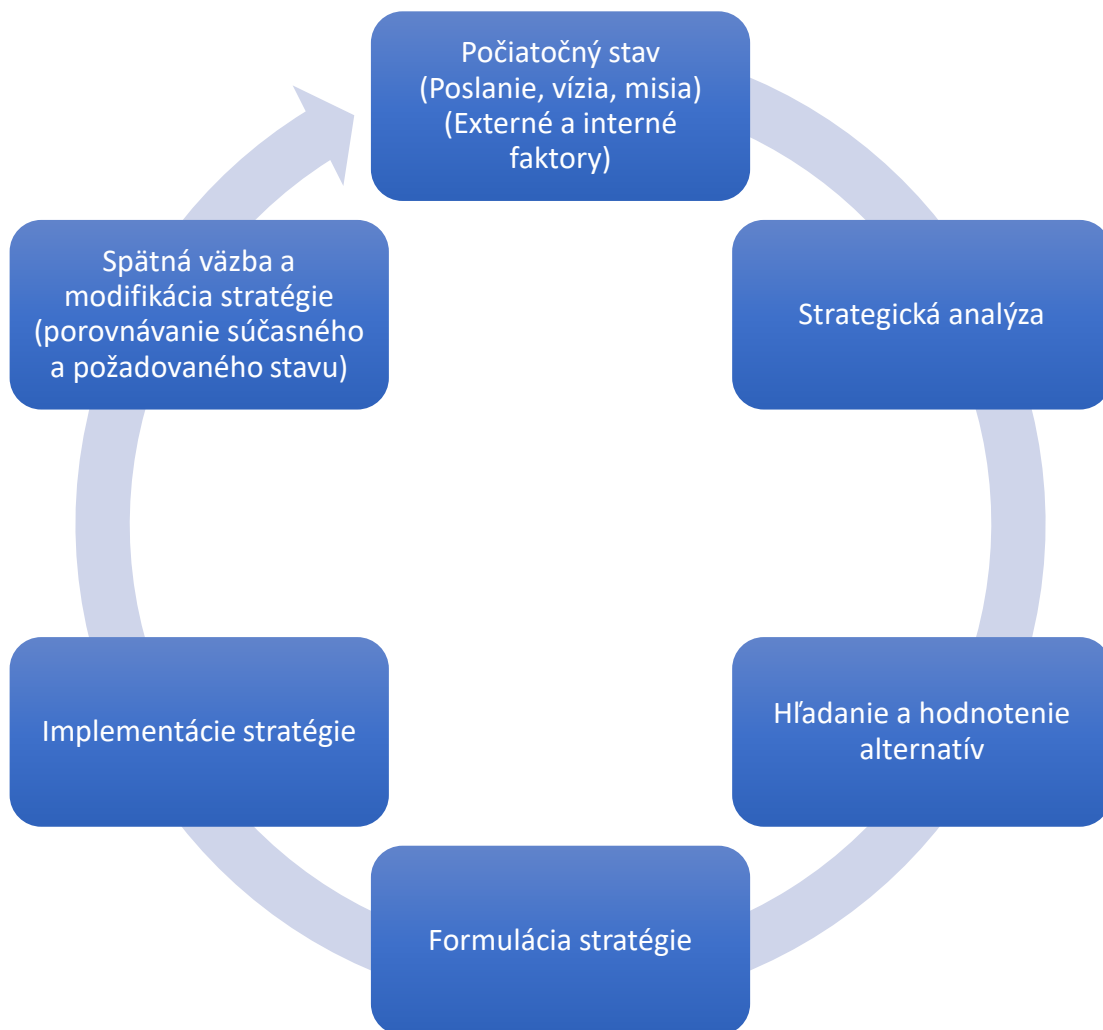 Počiatočný stav
(Poslanie, vízia, misia)
(Externé a interné
faktory)
Strategická analýza
Hľadanie a hodnotenie
alternatív
Formulácia stratégie
Implementácie stratégie
Spätná väzba a
modifikácia stratégie
(porovnávanie súčasného
a požadovaného stavu)